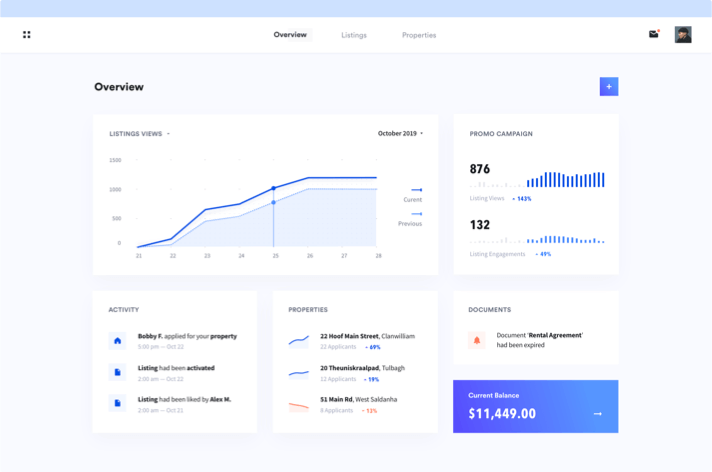 Overview Listings Properties
Overview
+
LISTINGS VIEWS
October 2019
1500
1000
500
0
21 22 23 24 25 26 27 28
Curent
Previous
PROMO CAMPAIGN
876
Listing Views 143%
132
Listing Engagements 49%
ACTIVITY
Bobby F. applied for your property
5:00 am — Oct 22
Listing had been activated
2:00 am — Oct 22
Listing had been liked by Alex M.
2:00 am — Oct 21
PROPERTIES
22 Hoof Main Street, Clanwilliam
22 Applicants 69%
20 Theuniskraalpad, Tulbagh
12 Applicants 19%
51 Main Rd, West Saldanha
8 Applicants 13%
DOCUMENTS
Document ‘Rental Agreement’
had been expired
Current Balance
$11,449.00 →